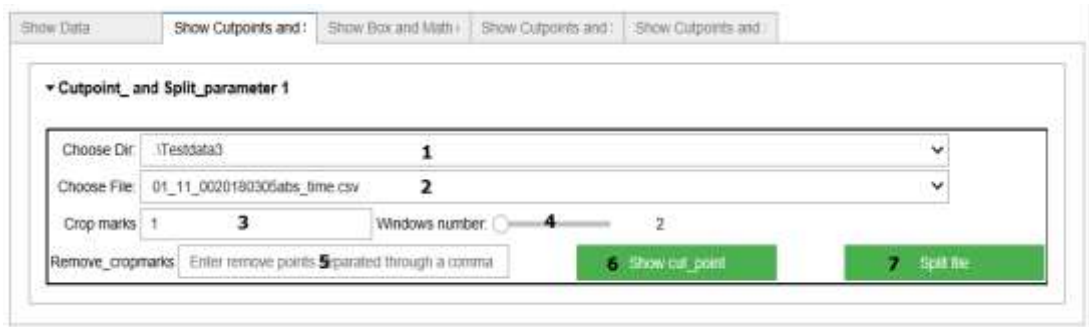 Show Data Show Cutpoints and S Show Box and Math Show Cutpoints and Show Cutpoints and
Cutpoint_ and Split_parameter 1
Choose Dir: .\Testdata3 1
Choose File: 01_11_0020180305abs_time.csv 2
Crop marks 1 3 Windows number: 4 2
Remove_cropmarks Enter remove points 5 separated through a comma 6 Show cut_point 7 Split file